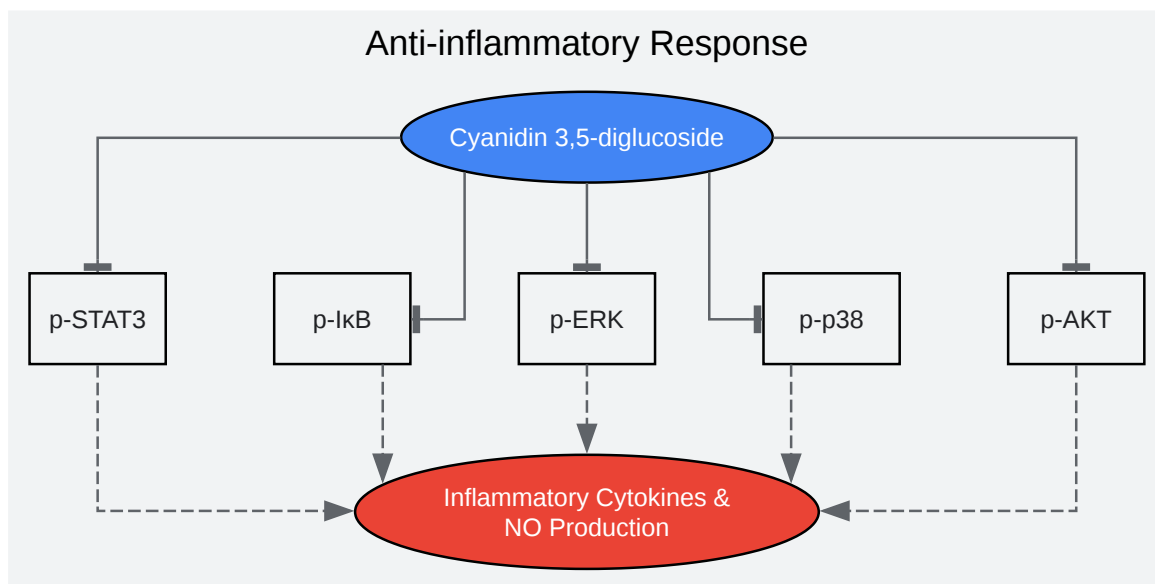 Anti-inflammatory Response
Cyanidin 3,5-diglucoside
p-STAT3
p-IκB
p-ERK
p-p38
p-AKT
Inflammatory Cytokines &
NO Production